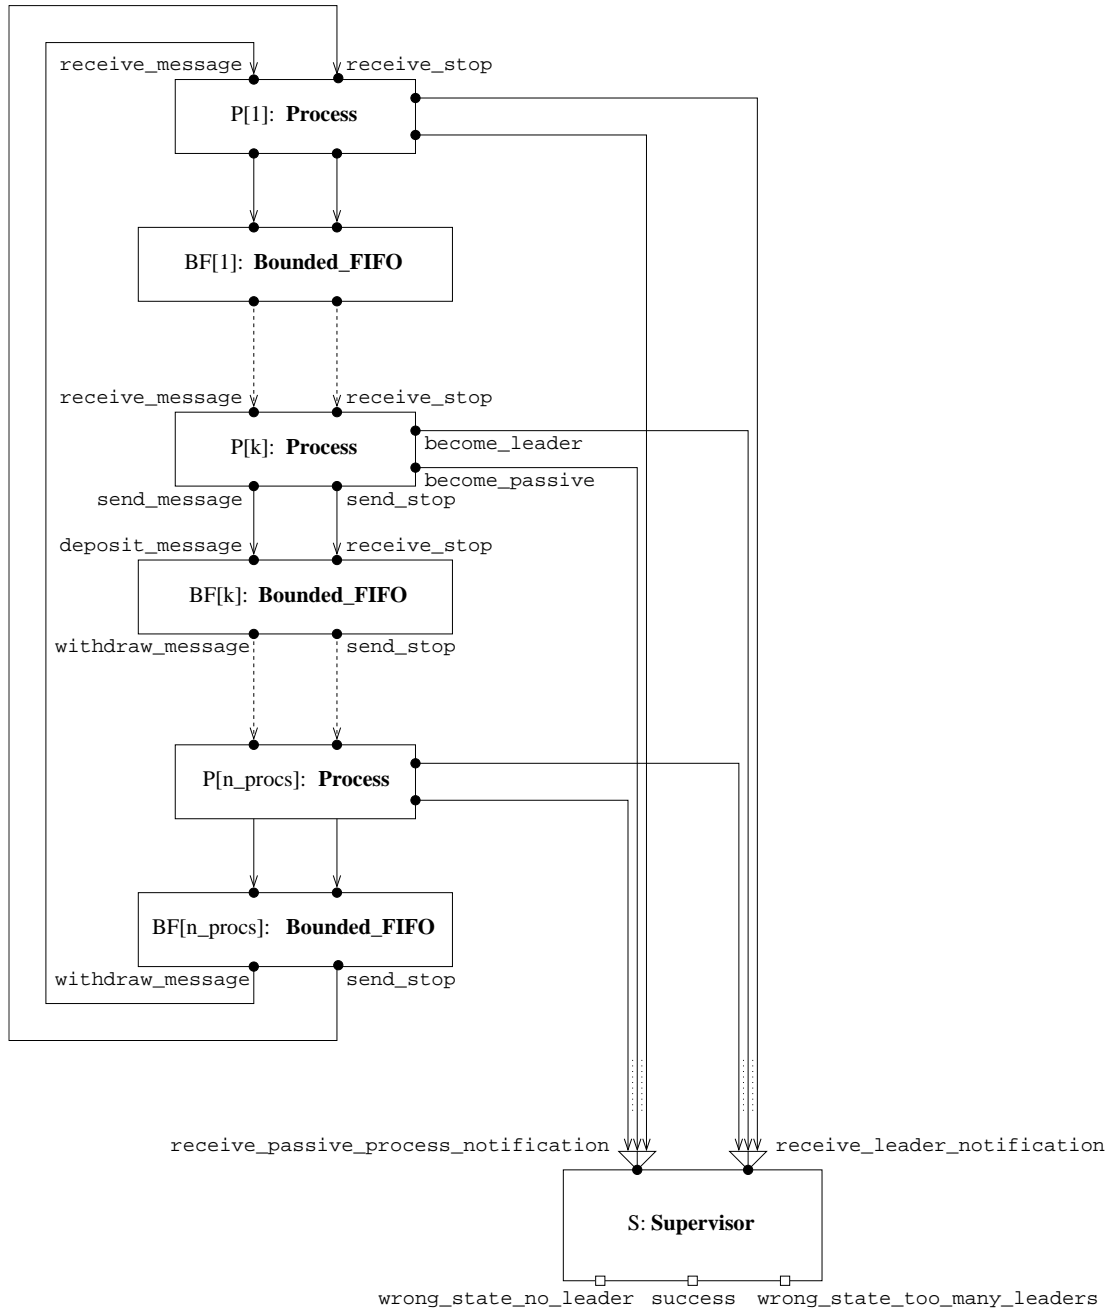 receive_message receive_stop
P[1]: Process
BF[1]: Bounded_FIFO
receive_message receive_stop
P[k]: Process
become_leader
become_passive
send_message send_stop
deposit_message receive_stop
BF[k]: Bounded_FIFO
withdraw_message send_stop
P[n_procs]: Process
BF[n_procs]: Bounded_FIFO
withdraw_message send_stop
receive_passive_process_notification receive_leader_notification
S: Supervisor
wrong_state_no_leader success wrong_state_too_many_leaders